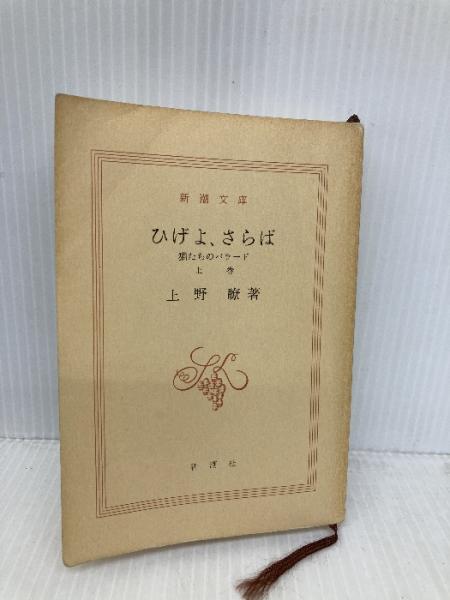 新潮文庫
ひげよ、さらば
猫たちのバラード
上巻
上野瞭著
新潮社